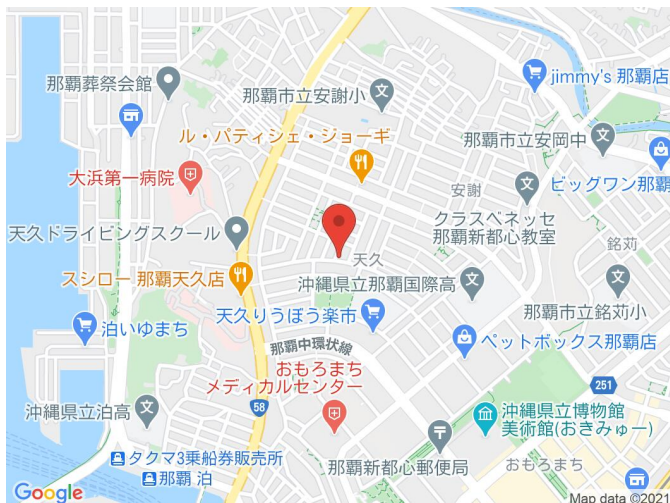 那覇葬祭会館
那覇市立安謝小
jimmy's 那覇店
ル・パティシェ・ジョーギ
那覇市立安岡中
大浜第一病院
安謝
ビッグワン那覇
クラスベネッセ
那覇新都心教室
天久ドライビングスクール
天久
銘苅
スシロー 那覇天久店
沖縄県立那覇国際高
那覇市立銘苅小
泊いゆまち
天久りうぼう楽市
ペットボックス那覇店
那覇中環状線
おもろまち
メディカルセンター
251
沖縄県立泊高
58
沖縄県立博物館
美術館(おきみゅー)
タクマ3乗船券販売所
那覇 泊
那覇新都心郵便局
おもろまち
Google
Map data ©2021